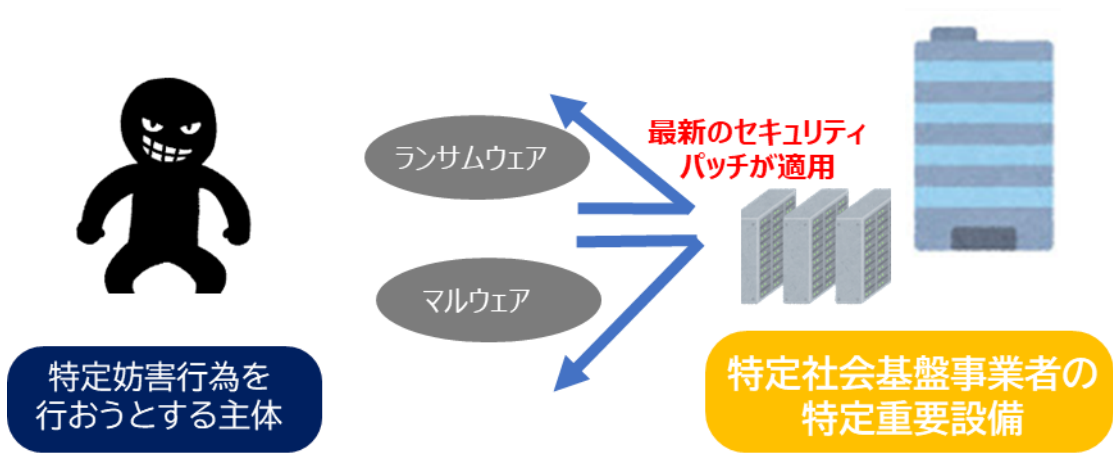 最新のセキュリティ
パッチが適用
ランサムウェア
マルウェア
特定妨害行為を
行おうとする主体
特定社会基盤事業者の
特定重要設備